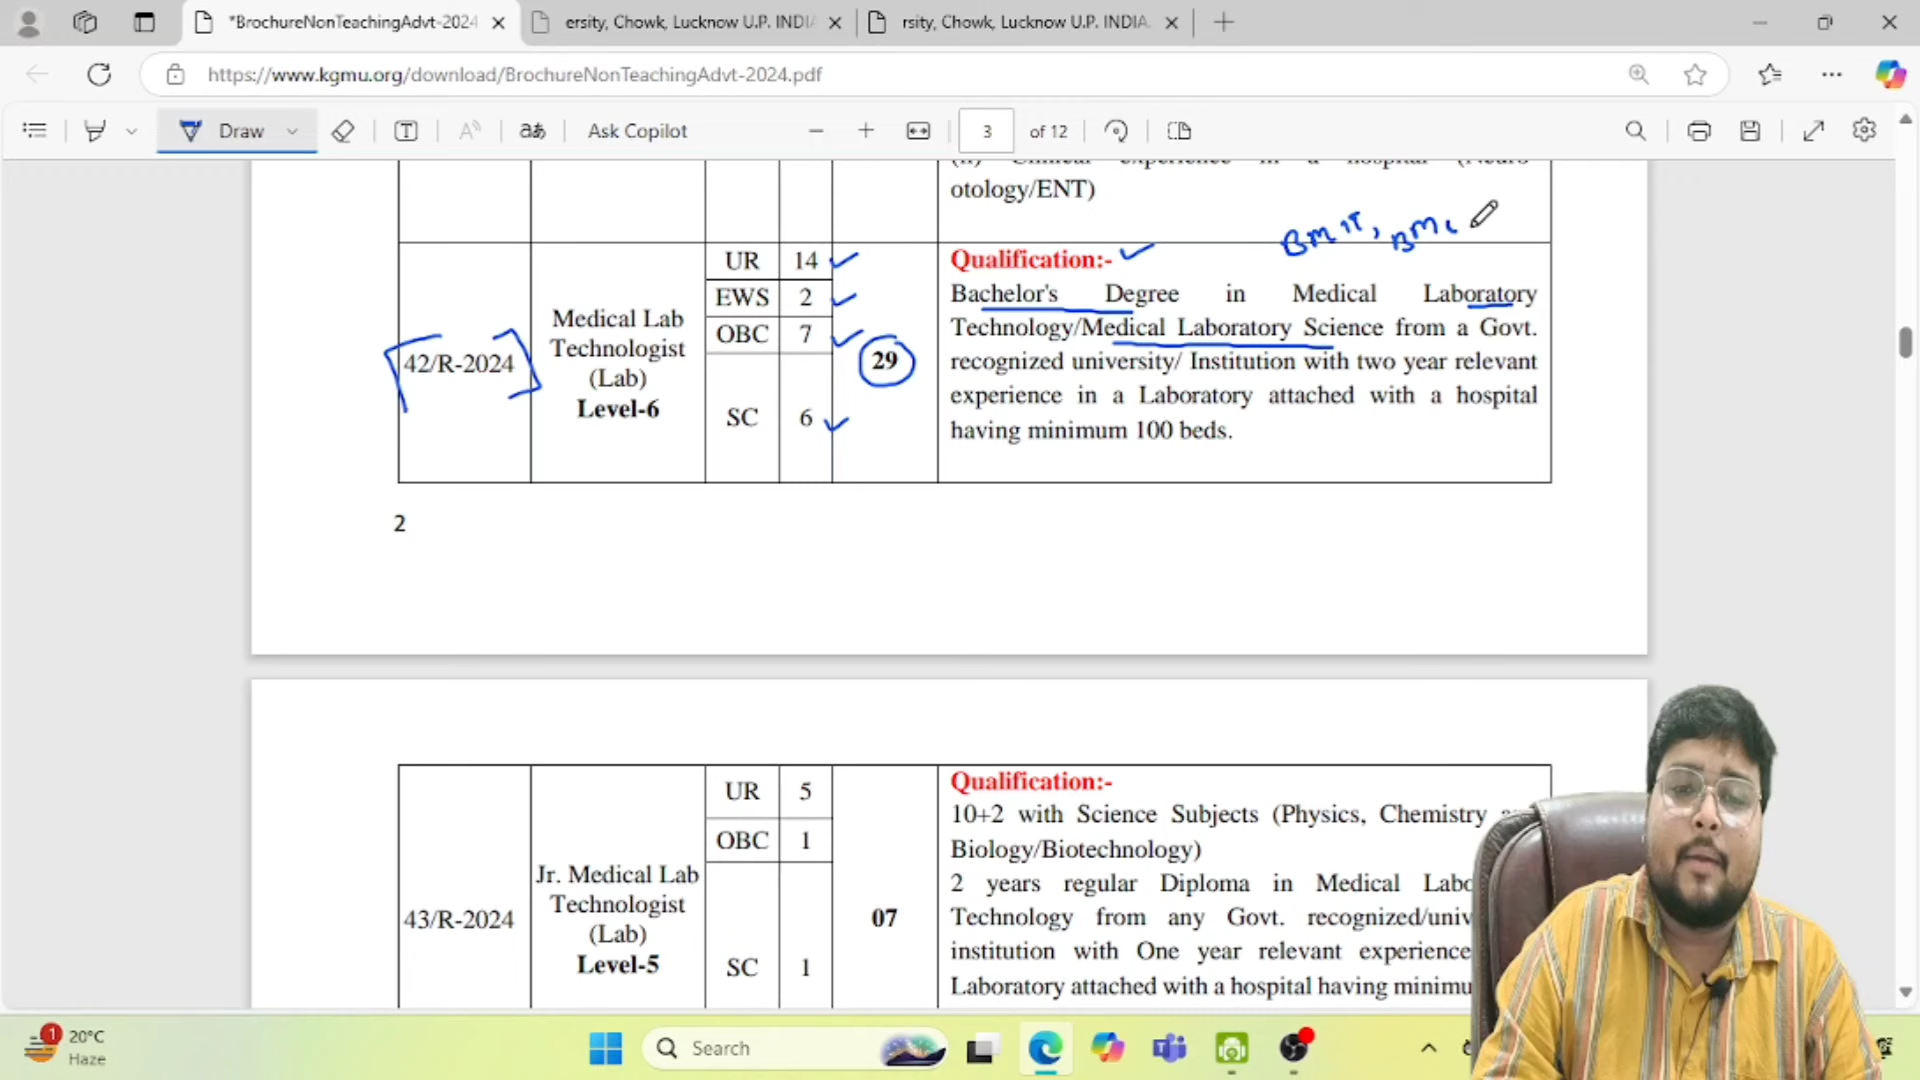 *BrochureNonTeachingAdvt-2024
ersity, Chowk, Lucknow U.P. INDI
rsity, Chowk, Lucknow U.P. INDIA.
https://www.kgmu.org/download/BrochureNonTeachingAdvt-2024.pdf
Draw
Ask Copilot
3 of 12
otology/ENT)
42/R-2024
Medical Lab
Technologist
(Lab)
Level-6
UR 14
EWS 2
OBC 7
SC 6
29
Qualification:-
Bachelor's Degree in Medical Laboratory
Technology/Medical Laboratory Science from a Govt.
recognized university/ Institution with two year relevant
experience in a Laboratory attached with a hospital
having minimum 100 beds.
2
43/R-2024
Jr. Medical Lab
Technologist
(Lab)
Level-5
UR 5
OBC 1
SC 1
07
Qualification:-
10+2 with Science Subjects (Physics, Chemistry
Biology/Biotechnology)
2 years regular Diploma in Medical Labo
Technology from any Govt. recognized/univ
institution with One year relevant experience
Laboratory attached with a hospital having minimu
1
20°C
Haze
Search